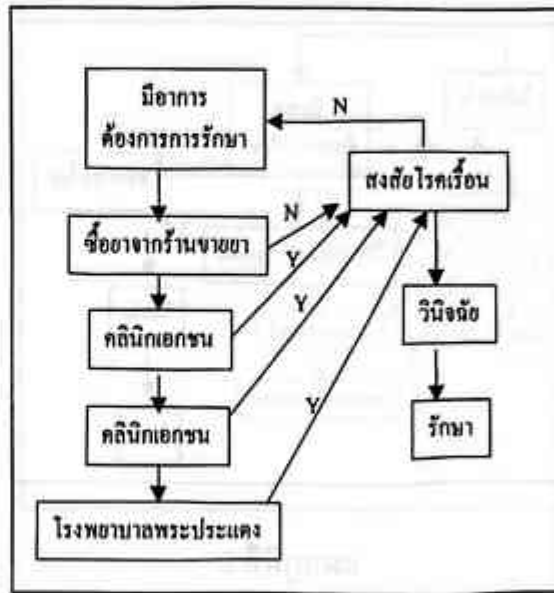 มีอาการ
ต้องการการรักษา
N
สงสัยโรคเรื้อน
ซื้อยาจากร้านขายยา
N
Y
คลินิกเอกชน
Y
วินิจฉัย
คลินิกเอกชน
Y
รักษา
โรงพยาบาลพระประแดง